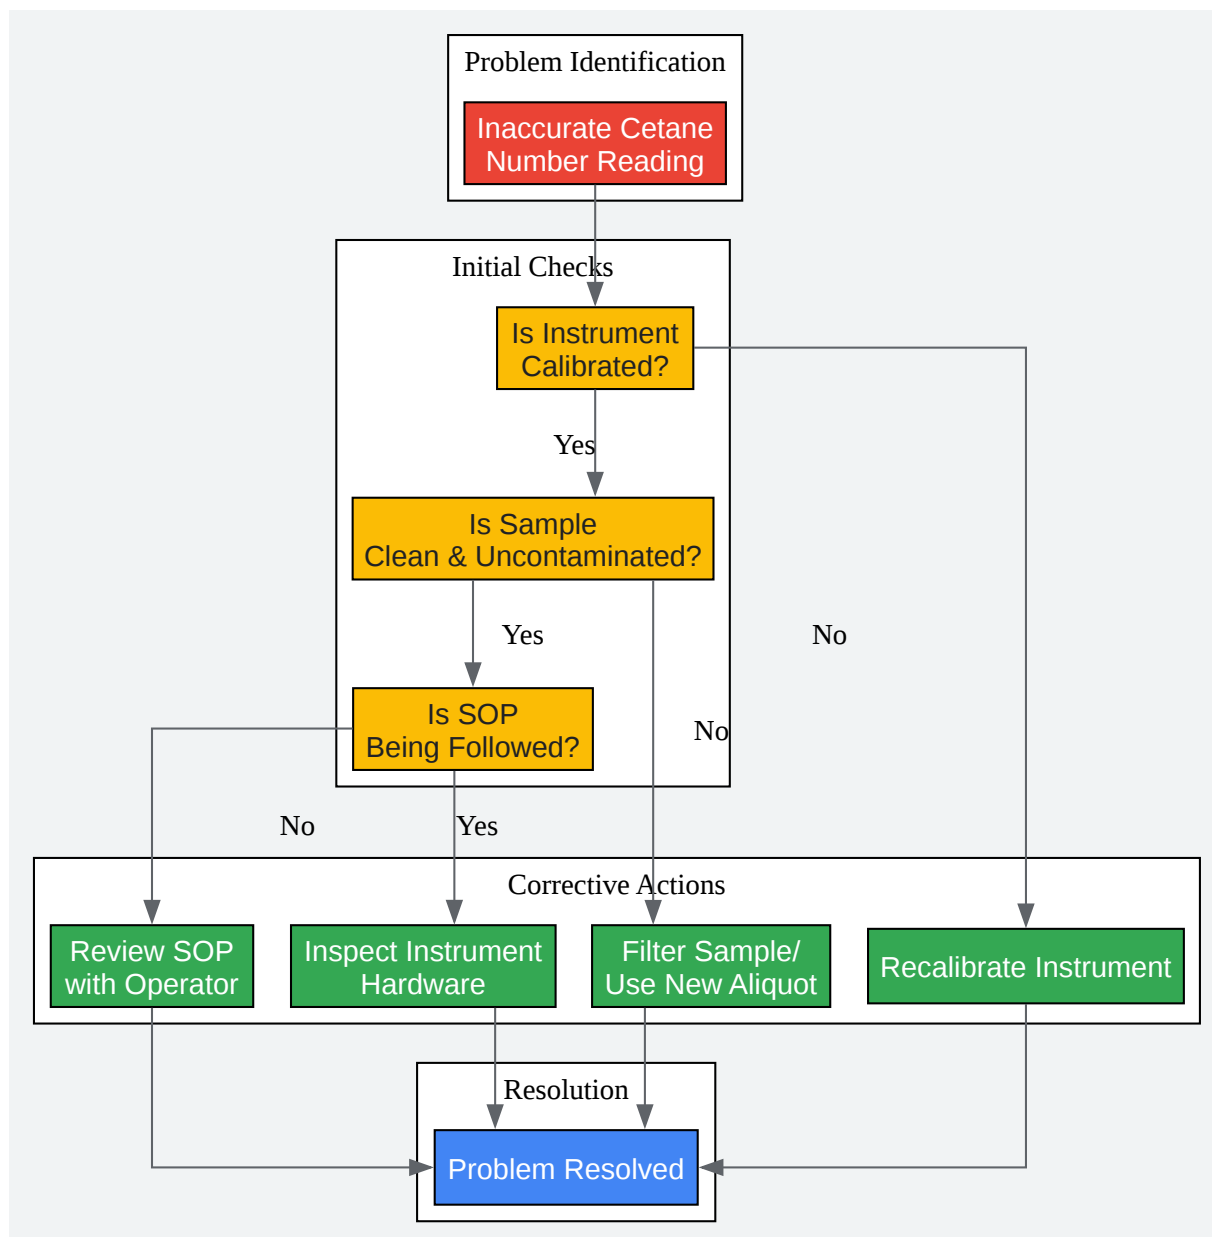 Problem Identification
Inaccurate Cetane
Number Reading
Initial Checks
Is Instrument
Calibrated?
Yes
Is Sample
Clean & Uncontaminated?
Yes
No
Is SOP
Being Followed?
No
No
Yes
Corrective Actions
Review SOP
with Operator
Inspect Instrument
Hardware
Filter Sample/
Use New Aliquot
Recalibrate Instrument
Resolution
Problem Resolved